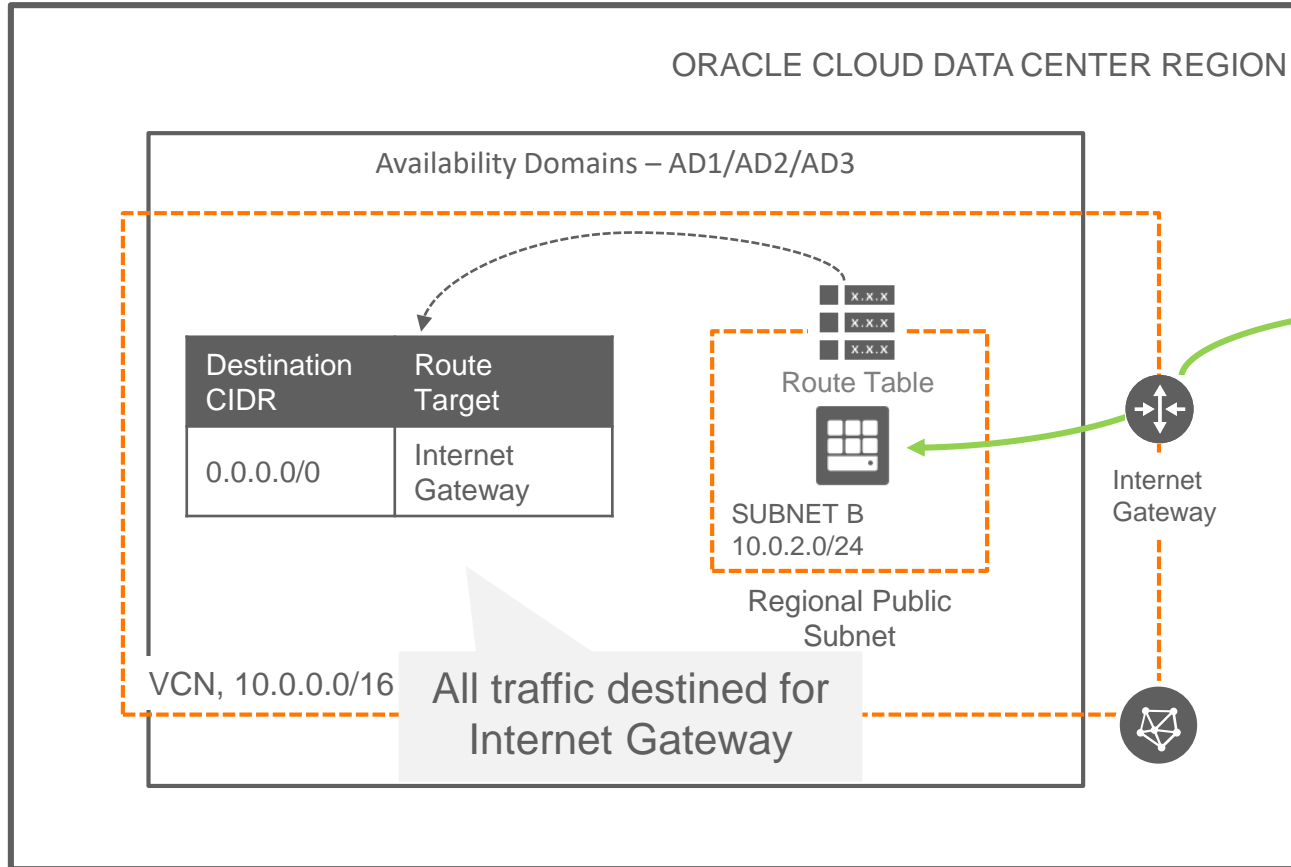 ORACLE CLOUD DATA CENTER REGION
Availability Domains – AD1/AD2/AD3
x.x.x
x.x.x
x.x.x
Route Table
Destination
CIDR
Route
Target
0.0.0.0/0
Internet
Gateway
SUBNET B
10.0.2.0/24
Regional Public
Subnet
Internet
Gateway
VCN, 10.0.0.0/16
All traffic destined for
Internet Gateway